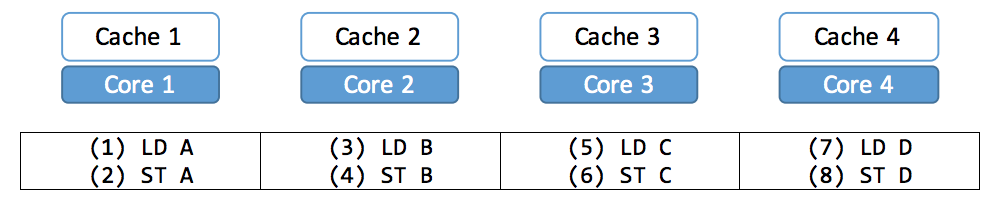 Cache 1 Cache 2 Cache 3 Cache 4
Core 1 Core 2 Core 3 Core 4
(1) LD A (3) LD B (5) LD C (7) LD D
(2) ST A (4) ST B (6) ST C (8) ST D